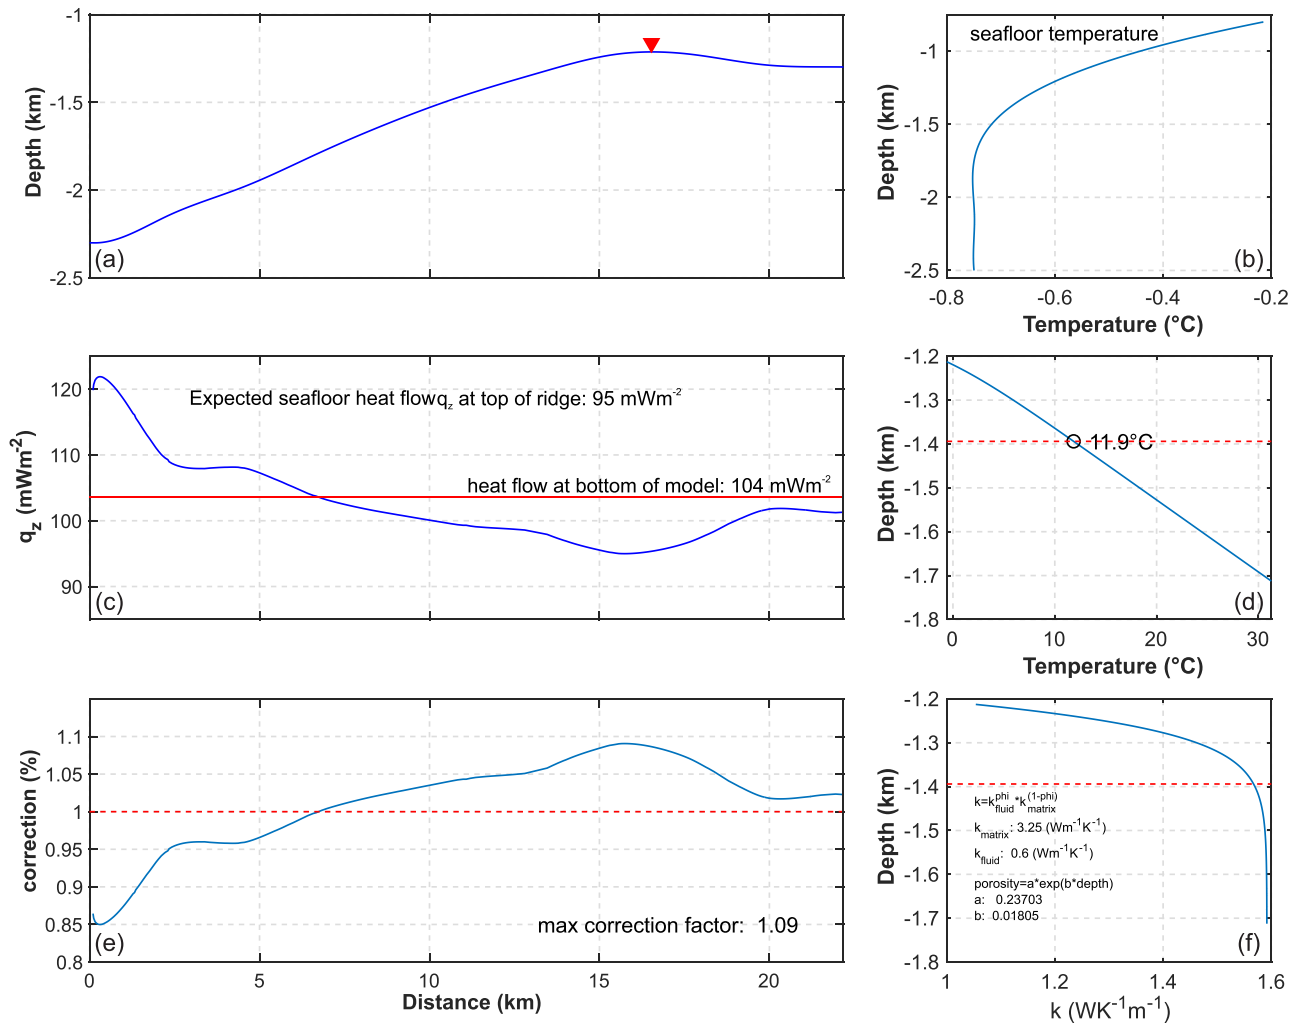 -1
-1.5
-2
-2.5
Depth (km)
(a)
seafloor temperature
-1
-1.5
-2
-2.5
Depth (km)
(b)
-0.8
-0.6
-0.4
-0.2
Temperature (°C)
120
110
100
90
qz (mWm-2)
Expected seafloor heat flowqz at top of ridge: 95 mWm-2
heat flow at bottom of model: 104 mWm-2
(c)
-1.2
-1.3
-1.4
-1.5
-1.6
-1.7
-1.8
Depth (km)
11.9°C
(d)
0
10
20
30
Temperature (°C)
1.1
1.05
1
0.95
0.9
0.85
0.8
correction (%)
max correction factor: 1.09
(e)
0
5
10
15
20
Distance (km)
-1.2
-1.3
-1.4
-1.5
-1.6
-1.7
-1.8
Depth (km)
k=kfluid^phi*kmatrix^(1-phi)
kmatrix: 3.25 (Wm-1K-1)
kfluid: 0.6 (Wm-1K-1)
porosity=a*exp(b*depth)
a: 0.23703
b: 0.01805
(f)
1
1.2
1.4
1.6
k (WK-1m-1)